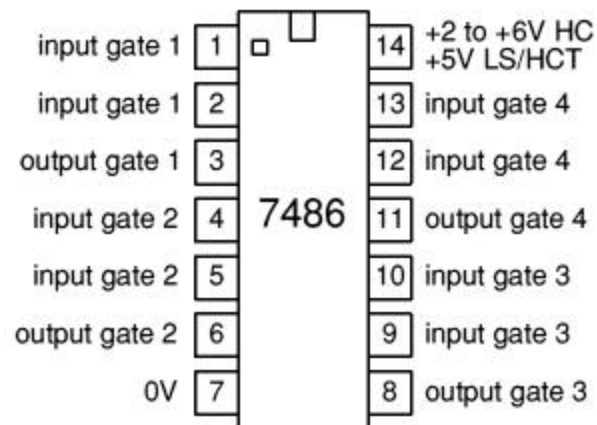 input gate 1 1 14 +2 to +6V HC
+5V LS/HCT
input gate 1 2 13 input gate 4
output gate 1 3 12 input gate 4
input gate 2 4 7486 11 output gate 4
input gate 2 5 10 input gate 3
output gate 2 6 9 input gate 3
0V 7 8 output gate 3